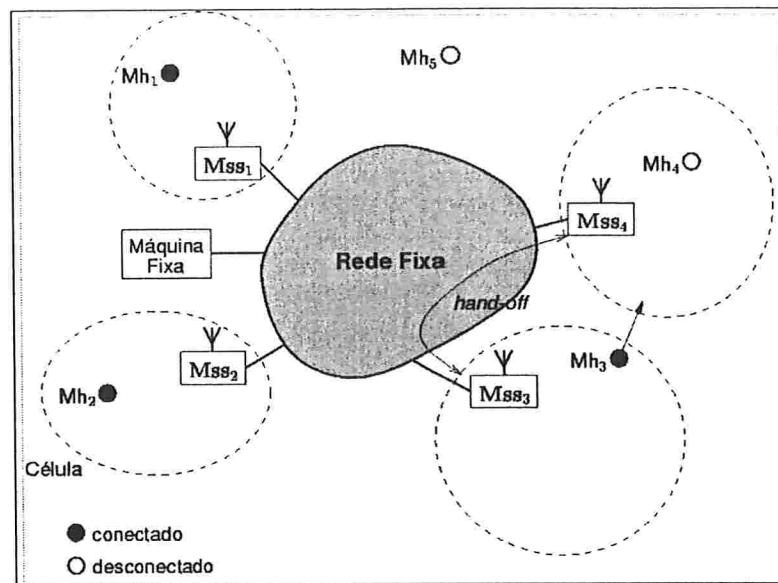 Mh₁
Mh₅
Mss₁
Mh₄
Mss₄
Máquina
Fixa
Rede Fixa
hand-off
Mss₂
Mh₂
Mss₃
Mh₃
Célula
conectado
desconectado